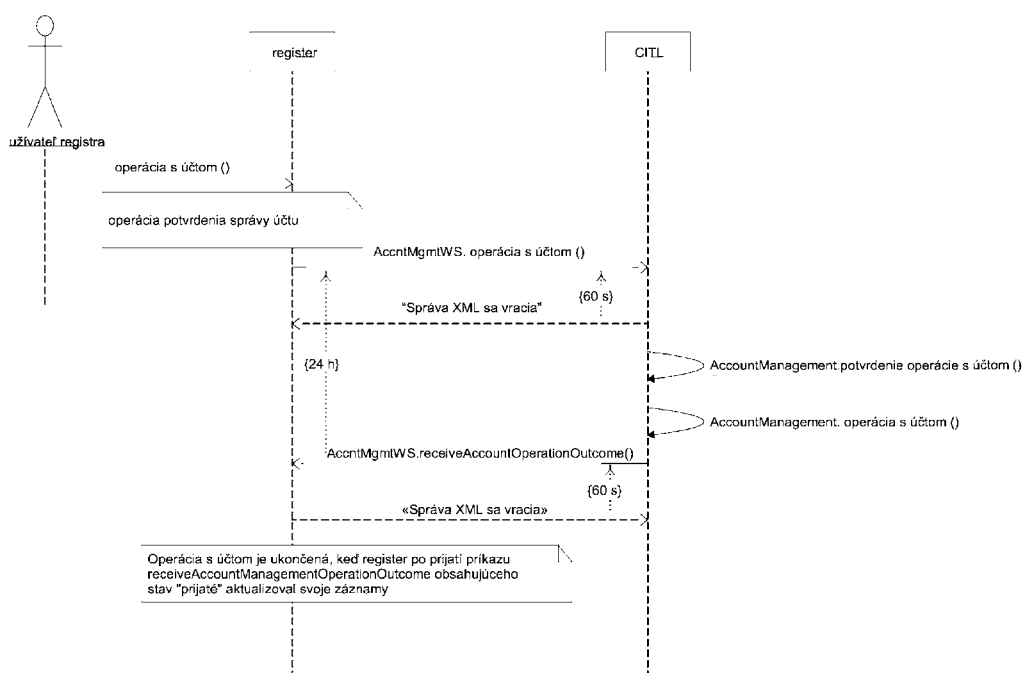 register
CITL
užívateľ registra
operácia s účtom ()
operácia potvrdenia správy účtu
AccntMgmtWS. operácia s účtom ()
{60 s}
"Správa XML sa vracia"
{24 h}
AccountManagement.potvrdenie operácie s účtom ()
AccountManagement. operácia s účtom ()
AccntMgmtWS.receiveAccountOperationOutcome()
{60 s}
«Správa XML sa vracia»
Operácia s účtom je ukončená, keď register po prijatí príkazu
receiveAccountManagementOperationOutcome obsahujúceho
stav "prijaté" aktualizoval svoje záznamy